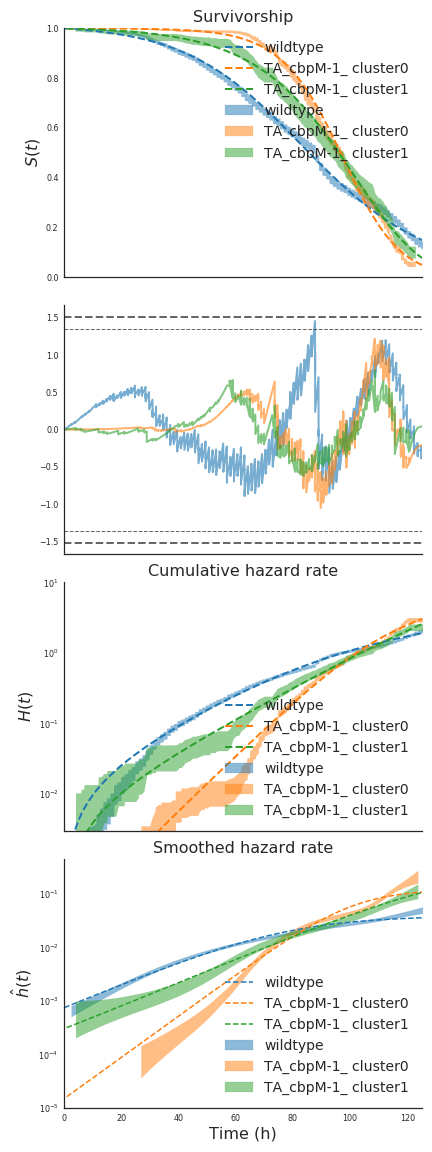 Survivorship
1.0
0.8
0.6
0.4
0.2
0.0
S(t)
wildtype
TA_cbpM-1_ cluster0
TA_cbpM-1_ cluster1
wildtype
TA_cbpM-1_ cluster0
TA_cbpM-1_ cluster1
1.5
1.0
0.5
0.0
−0.5
−1.0
−1.5
Cumulative hazard rate
10¹
10⁰
10⁻¹
10⁻²
H(t)
wildtype
TA_cbpM-1_ cluster0
TA_cbpM-1_ cluster1
wildtype
TA_cbpM-1_ cluster0
TA_cbpM-1_ cluster1
Smoothed hazard rate
10⁻¹
10⁻²
10⁻³
10⁻⁴
10⁻⁵
ĥ(t)
wildtype
TA_cbpM-1_ cluster0
TA_cbpM-1_ cluster1
wildtype
TA_cbpM-1_ cluster0
TA_cbpM-1_ cluster1
0 20 40 60 80 100 120
Time (h)